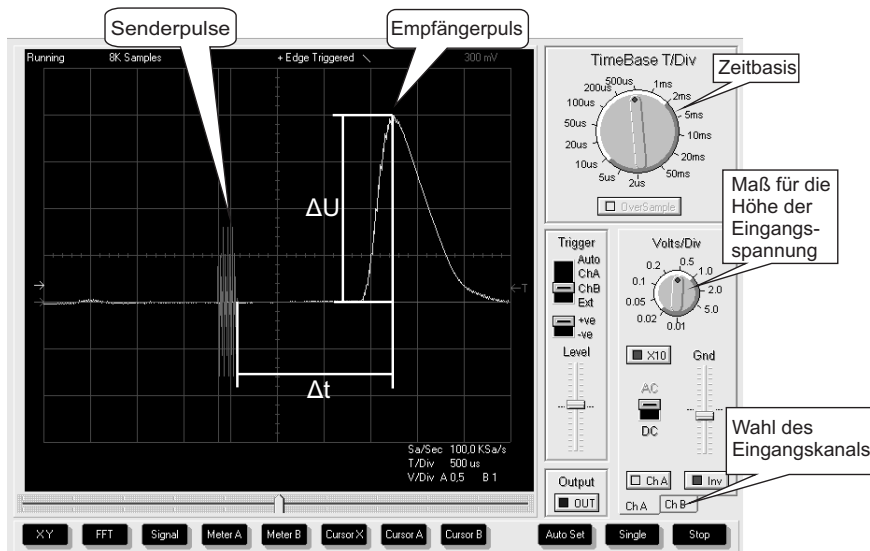 Senderpulse
Empfängerpuls
Running
8K Samples
+ Edge Triggered
300 mV
ΔU
Δt
T
Sa/Sec 100,0 KSa/s
T/Div 500 us
V/Div A 0,5 B 1
TimeBase T/Div
Zeitbasis
500us
1ms
200us
2ms
100us
5ms
50us
10ms
20us
20ms
10us
50ms
5us
2us
OverSample
Maß für die
Höhe der
Eingangs-
spannung
Trigger
Auto
ChA
ChB
Ext
+ve
-ve
Level
Volts/Div
0.2
0.5
0.1
1.0
0.05
2.0
0.02
5.0
0.01
X10
Gnd
AC
DC
Wahl des
Eingangskanals
Output
OUT
Ch A
Inv
Ch A
Ch B
XY
FFT
Signal
Meter A
Meter B
Cursor X
Cursor A
Cursor B
Auto Set
Single
Stop